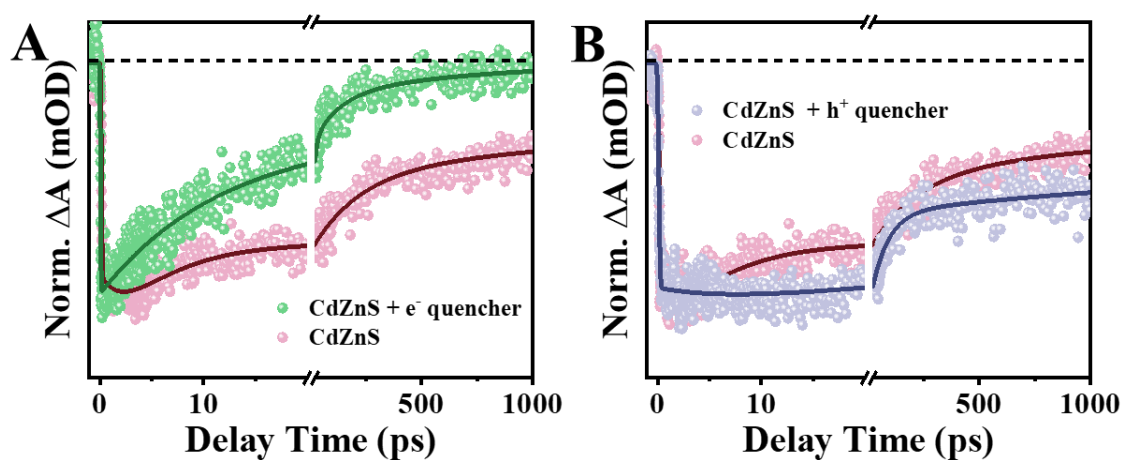 A
Norm. ΔA (mOD)
CdZnS + e⁻ quencher
CdZnS
0
10
500
1000
Delay Time (ps)
B
Norm. ΔA (mOD)
CdZnS + h⁺ quencher
CdZnS
0
10
500
1000
Delay Time (ps)